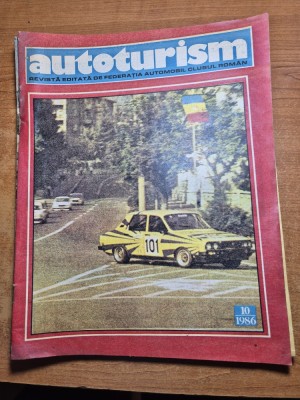 autoturism
REVISTĂ EDITATĂ DE FEDERAȚIA AUTOMOBIL CLUBUL ROMÂN
101
10
1986